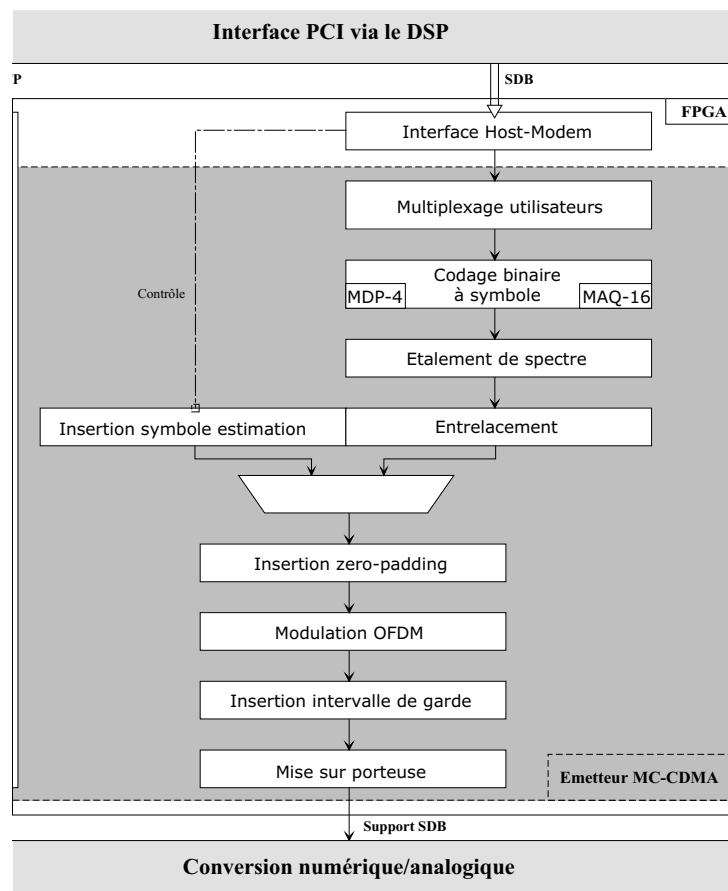 Interface PCI via le DSP
P
SDB
FPGA
Interface Host-Modem
Multiplexage utilisateurs
Codage binaire
à symbole
MDP-4
MAQ-16
Contrôle
Etalement de spectre
Insertion symbole estimation
Entrelacement
Insertion zero-padding
Modulation OFDM
Insertion intervalle de garde
Mise sur porteuse
Emetteur MC-CDMA
Support SDB
Conversion numérique/analogique